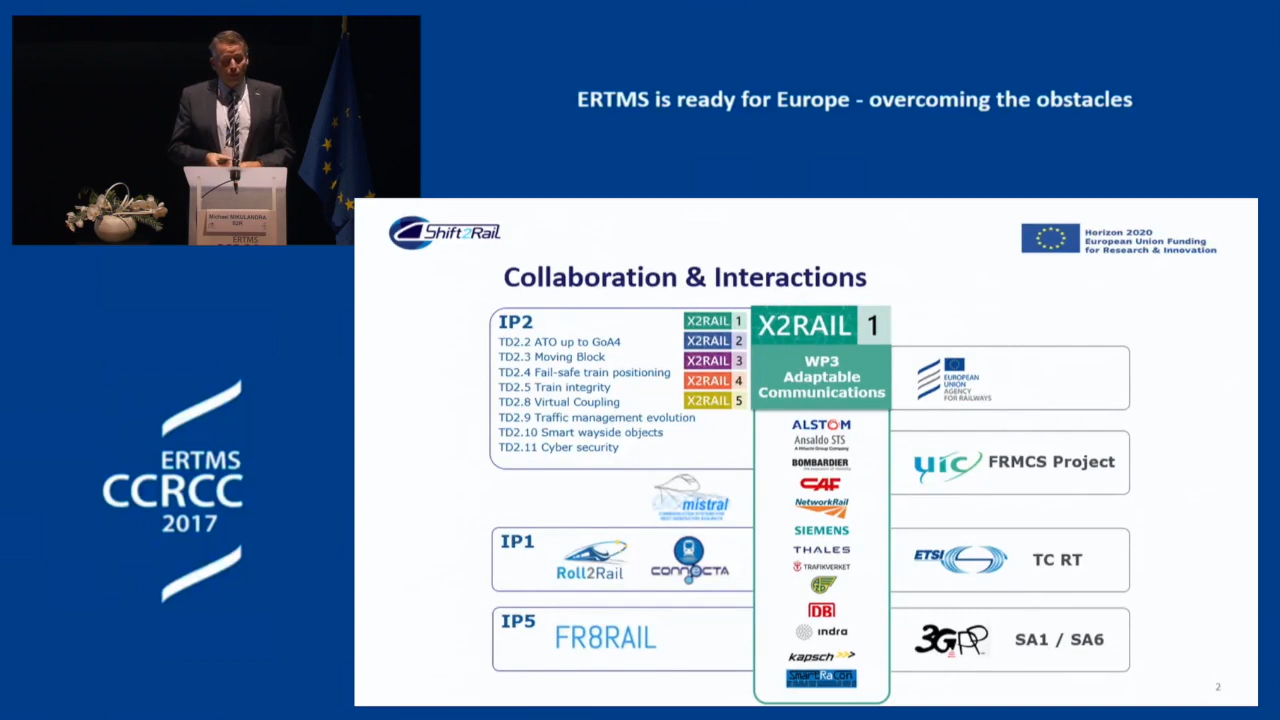 ERTMS is ready for Europe - overcoming the obstacles
Michael MIKULANDRA
S2R
ERTMS
Shift2Rail
Horizon 2020
European Union Funding
for Research & Innovation
Collaboration & Interactions
IP2
TD2.2 ATO up to GoA4
TD2.3 Moving Block
TD2.4 Fail-safe train positioning
TD2.5 Train integrity
TD2.8 Virtual Coupling
TD2.9 Traffic management evolution
TD2.10 Smart wayside objects
TD2.11 Cyber security
X2RAIL 1
X2RAIL 2
X2RAIL 3
X2RAIL 4
X2RAIL 5
X2RAIL 1
WP3
Adaptable
Communications
ALSTOM
Ansaldo STS
A Hitachi Group Company
BOMBARDIER
CAF
NetworkRail
SIEMENS
THALES
TRAFIKVERKET
AZD
DB
indra
kapsch >>>
SmartRaCon
mistral
IP1
Roll2Rail
CONNECTA
IP5
FR8RAIL
EUROPEAN
UNION
AGENCY
FOR RAILWAYS
uic FRMCS Project
ETSI TC RT
3GPP SA1 / SA6
2
ERTMS
CCRCC
2017